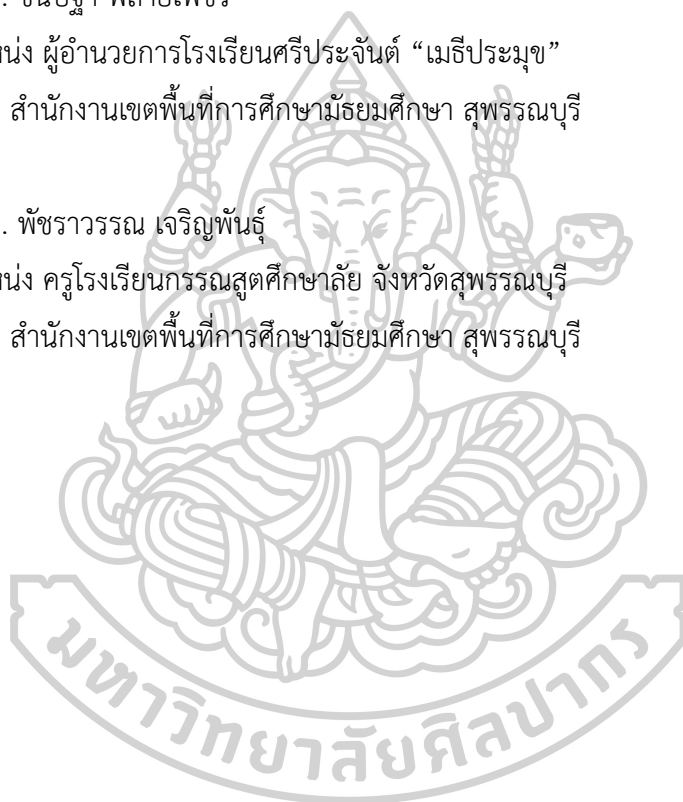 ผู้อำนวยการโรงเรียนศรีประจันต์ “เมธีประมุข”
สำนักงานเขตพื้นที่การศึกษามัธยมศึกษา สุพรรณบุรี
. พัชราวรรณ เจริญพันธุ์
ครูโรงเรียนกรรณสูตศึกษาลัย จังหวัดสุพรรณบุรี
สำนักงานเขตพื้นที่การศึกษามัธยมศึกษา สุพรรณบุรี
มหาวิทยาลัยศิลปากร